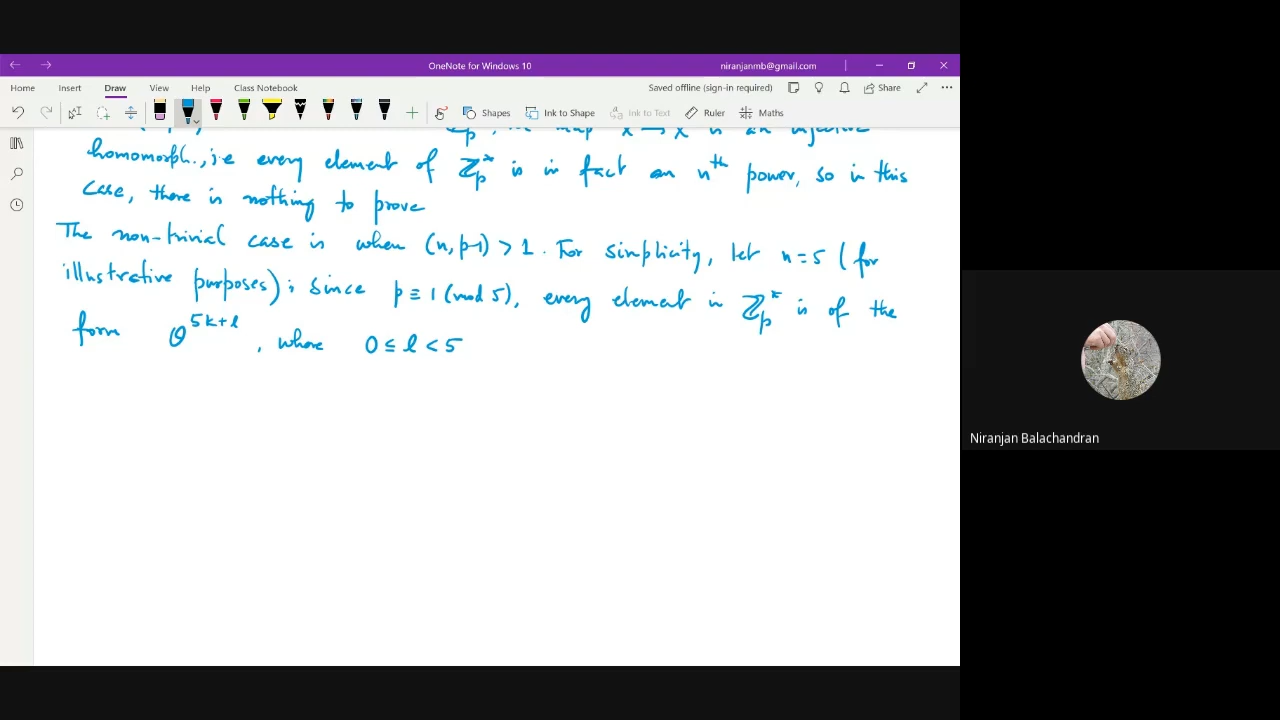 OneNote for Windows 10
niranjanmb@gmail.com
Home Insert Draw View Help Class Notebook
Saved offline (sign-in required)
Share
Shapes Ink to Shape Ink to Text Ruler Maths
homomorph., i.e every element of ℤₚ* is in fact an nᵗʰ power, so in this
case, there is nothing to prove
The non-trivial case is when (n, p-1) > 1. For simplicity, let n = 5 (for
illustrative purposes); since p ≡ 1 (mod 5), every element in ℤₚ* is of the
form θ^{5k+l}, where 0 ≤ l < 5
Niranjan Balachandran